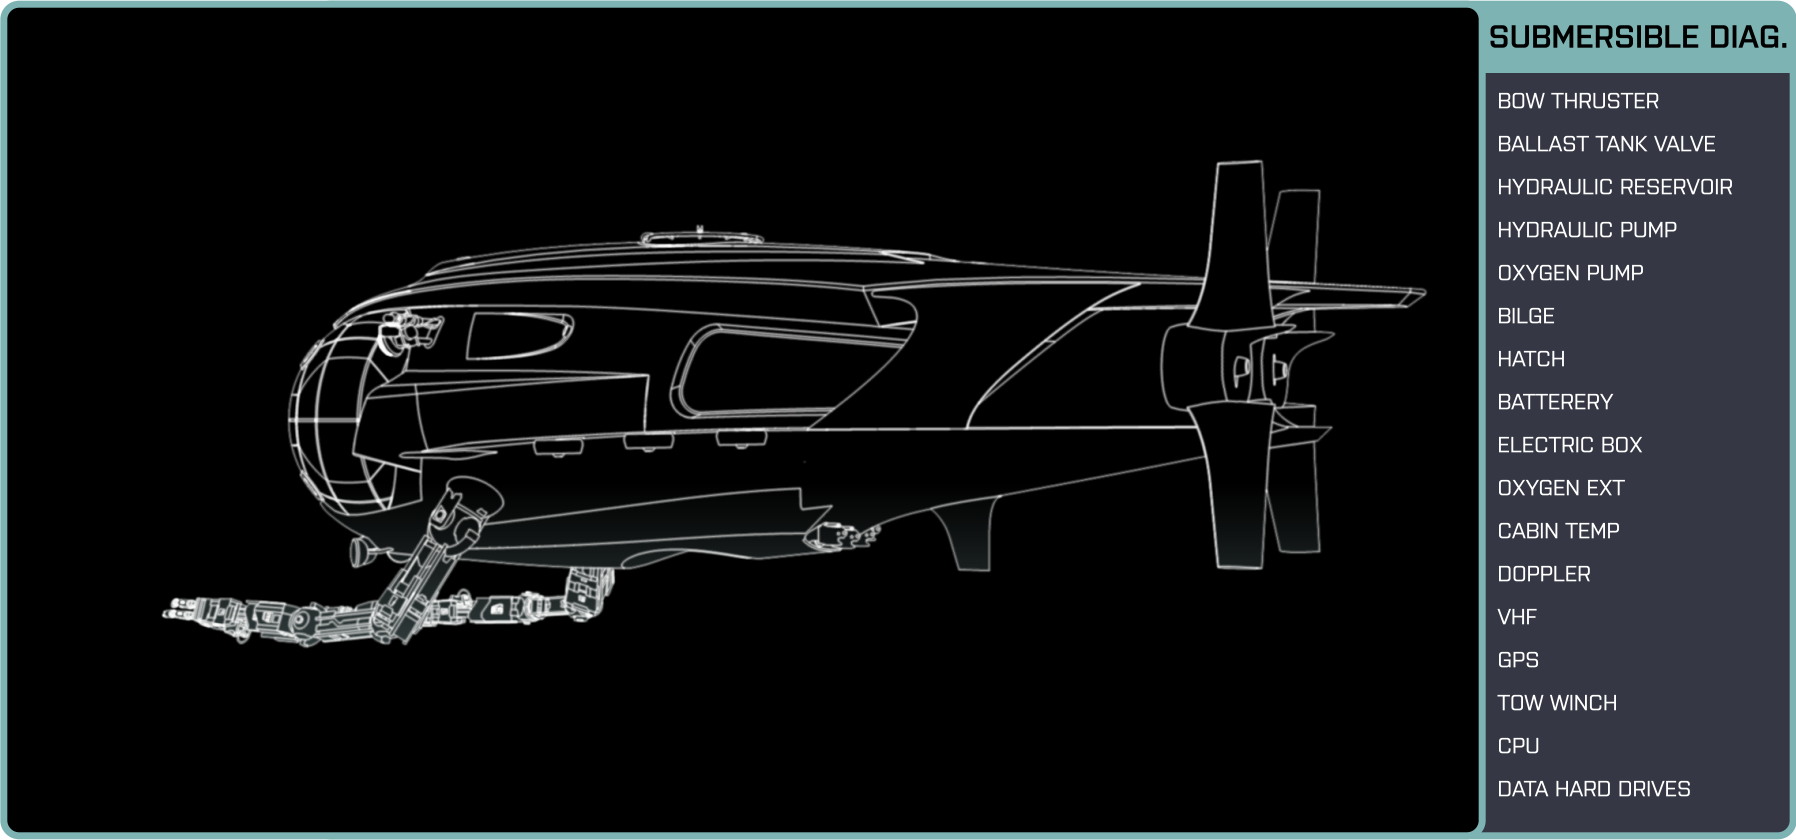 SUBMERSIBLE DIAG.
BOW THRUSTER
BALLAST TANK VALVE
HYDRAULIC RESERVOIR
HYDRAULIC PUMP
OXYGEN PUMP
BILGE
HATCH
BATTERERY
ELECTRIC BOX
OXYGEN EXT
CABIN TEMP
DOPPLER
VHF
GPS
TOW WINCH
CPU
DATA HARD DRIVES